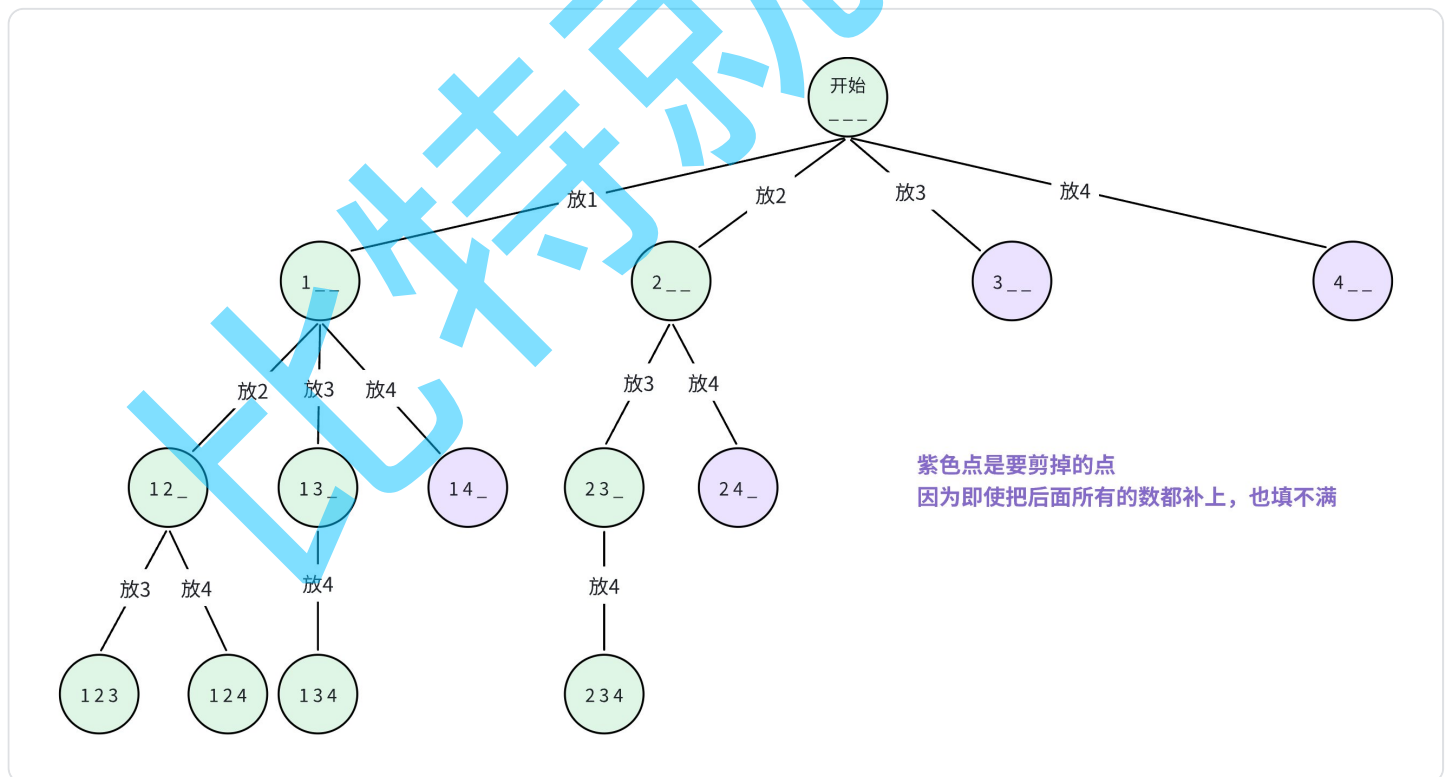 开始
_ _ _
放1
放2
放3
放4
1 _ _
2 _ _
3 _ _
4 _ _
放2
放3
放4
放3
放4
1 2 _
1 3 _
1 4 _
2 3 _
2 4 _
紫色点是要剪掉的点
因为即使把后面所有的数都补上，也填不满
放3
放4
放4
放4
1 2 3
1 2 4
1 3 4
2 3 4
比特